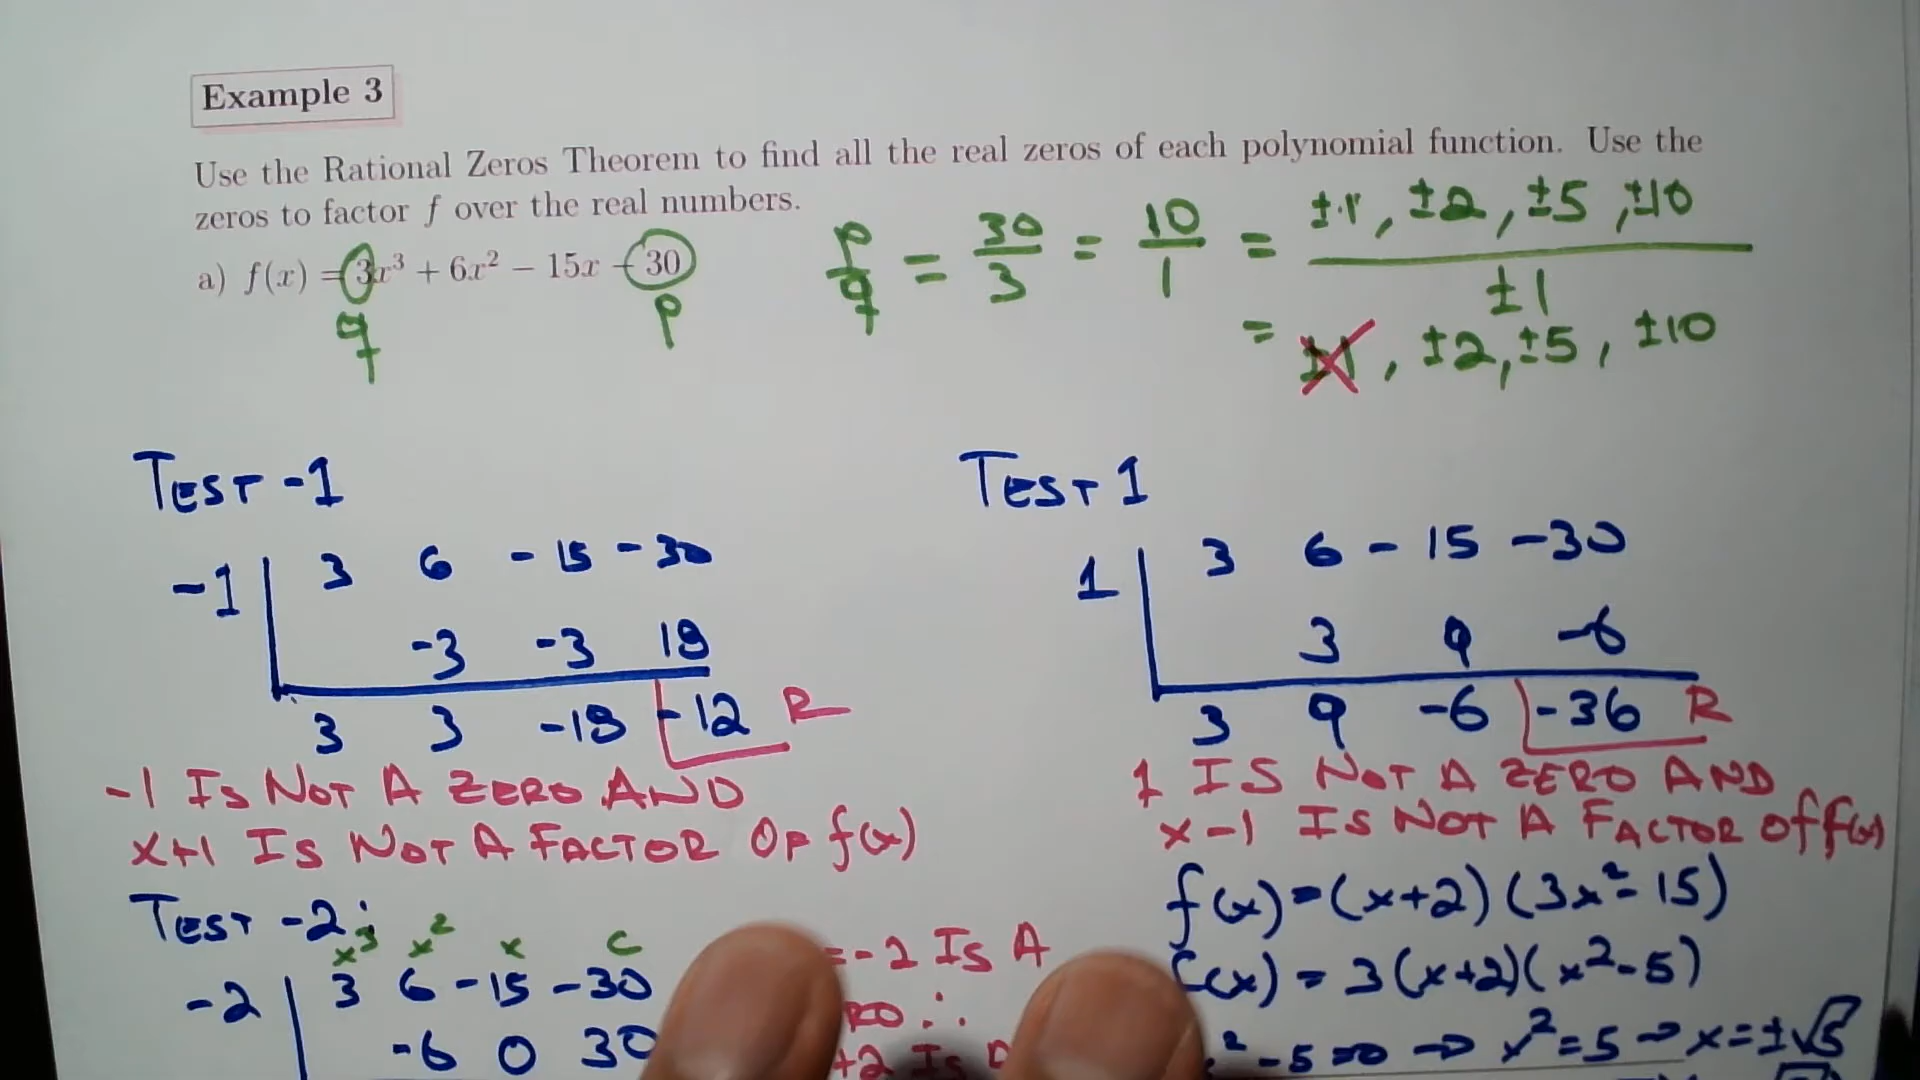 Example 3
Use the Rational Zeros Theorem to find all the real zeros of each polynomial function. Use the
zeros to factor f over the real numbers.
a) f(x) = 3x³ + 6x² − 15x − 30
q
p
p/q = 30/3 = 10/1 = ±1, ±2, ±5, ±10 / ±1
= ±1, ±2, ±5, ±10
TEST -1
-1 | 3 6 -15 -30
-3 -3 18
3 3 -18 -12 R
-1 IS NOT A ZERO AND
x+1 IS NOT A FACTOR OF f(x)
TEST 1
1 | 3 6 -15 -30
3 9 -6
3 9 -6 -36 R
1 IS NOT A ZERO AND
x-1 IS NOT A FACTOR OF f(x)
TEST -2:
x³ x² x C
-2 | 3 6 -15 -30
-6 0 30
=-2 IS A
+2 IS
f(x)=(x+2)(3x²-15)
f(x)=3(x+2)(x²-5)
x²-5=0 → x²=5 → x=±√5